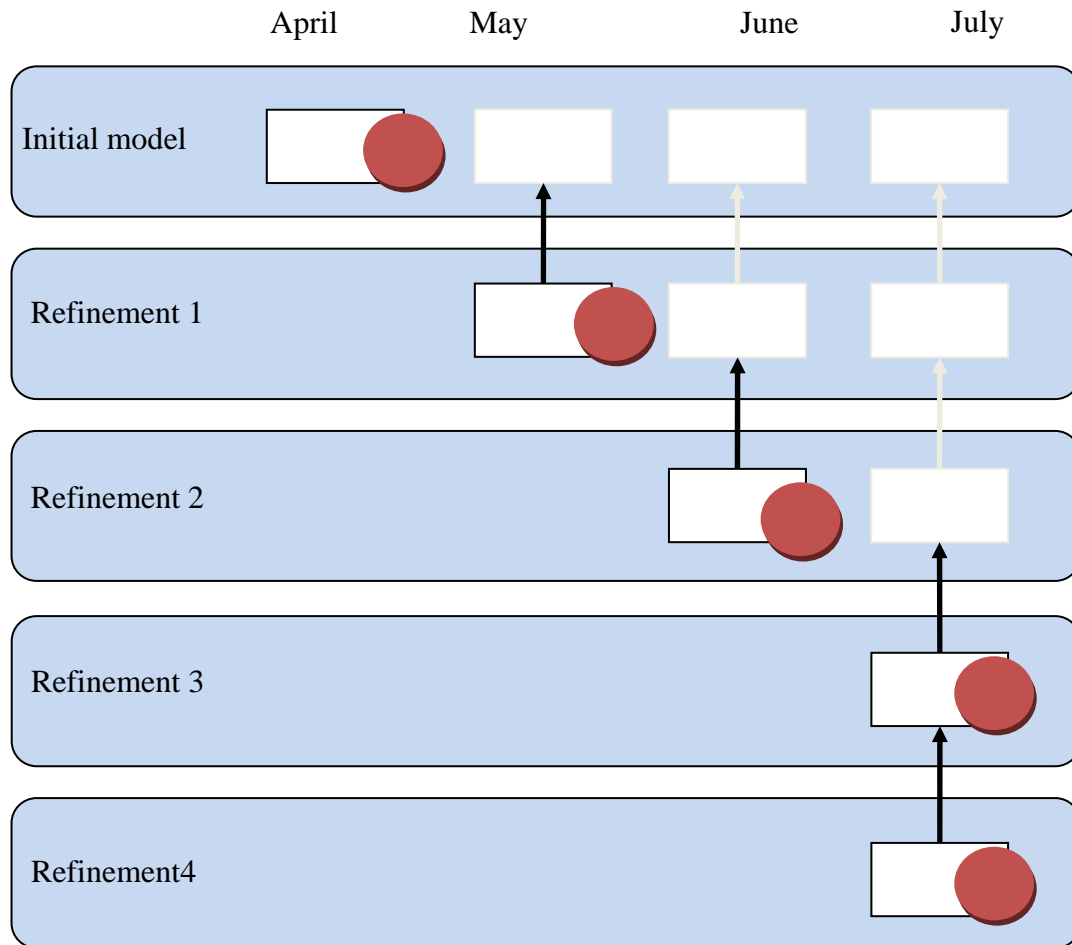 April May June July
Initial model
Refinement 1
Refinement 2
Refinement 3
Refinement4